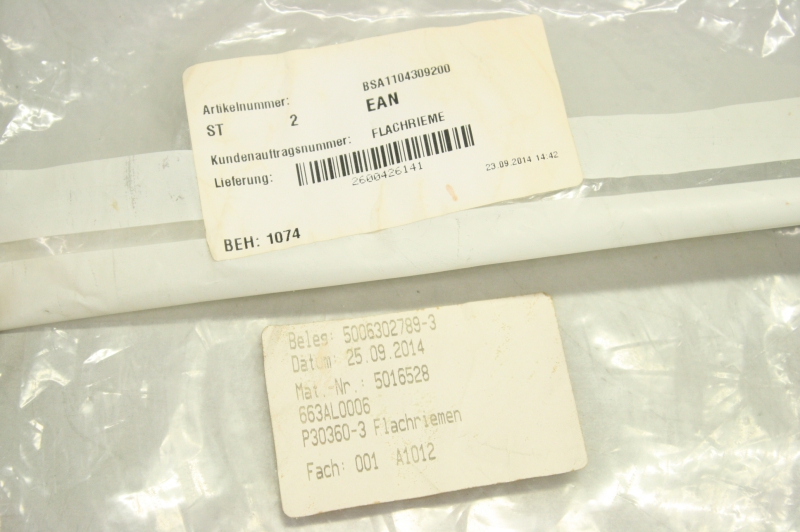 Artikelnummer: BSA1104309200
ST 2 EAN
Kundenauftragsnummer: FLACHRIEME
Lieferung: 2600426141 23.09.2014 14:42
BEH: 1074
Beleg: 5006302789-3
Datum: 25.09.2014
Mat.-Nr.: 5016528
663AL0006
P30360-3 Flachriemen
Fach: 001 A1012